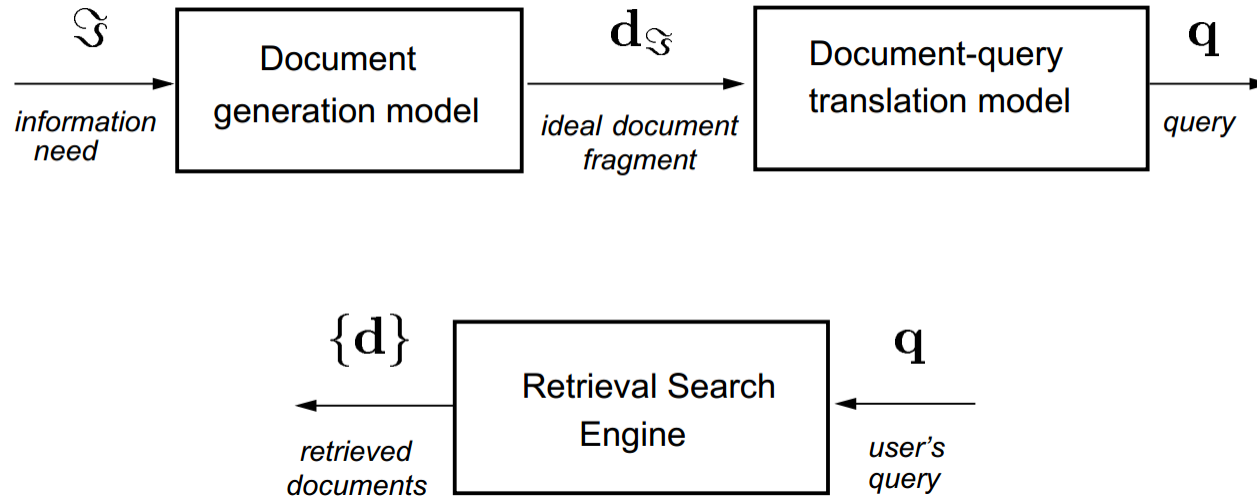 ℑ
information
need
Document
generation model
d_ℑ
ideal document
fragment
Document-query
translation model
q
query
{d}
retrieved
documents
Retrieval Search
Engine
q
user's
query